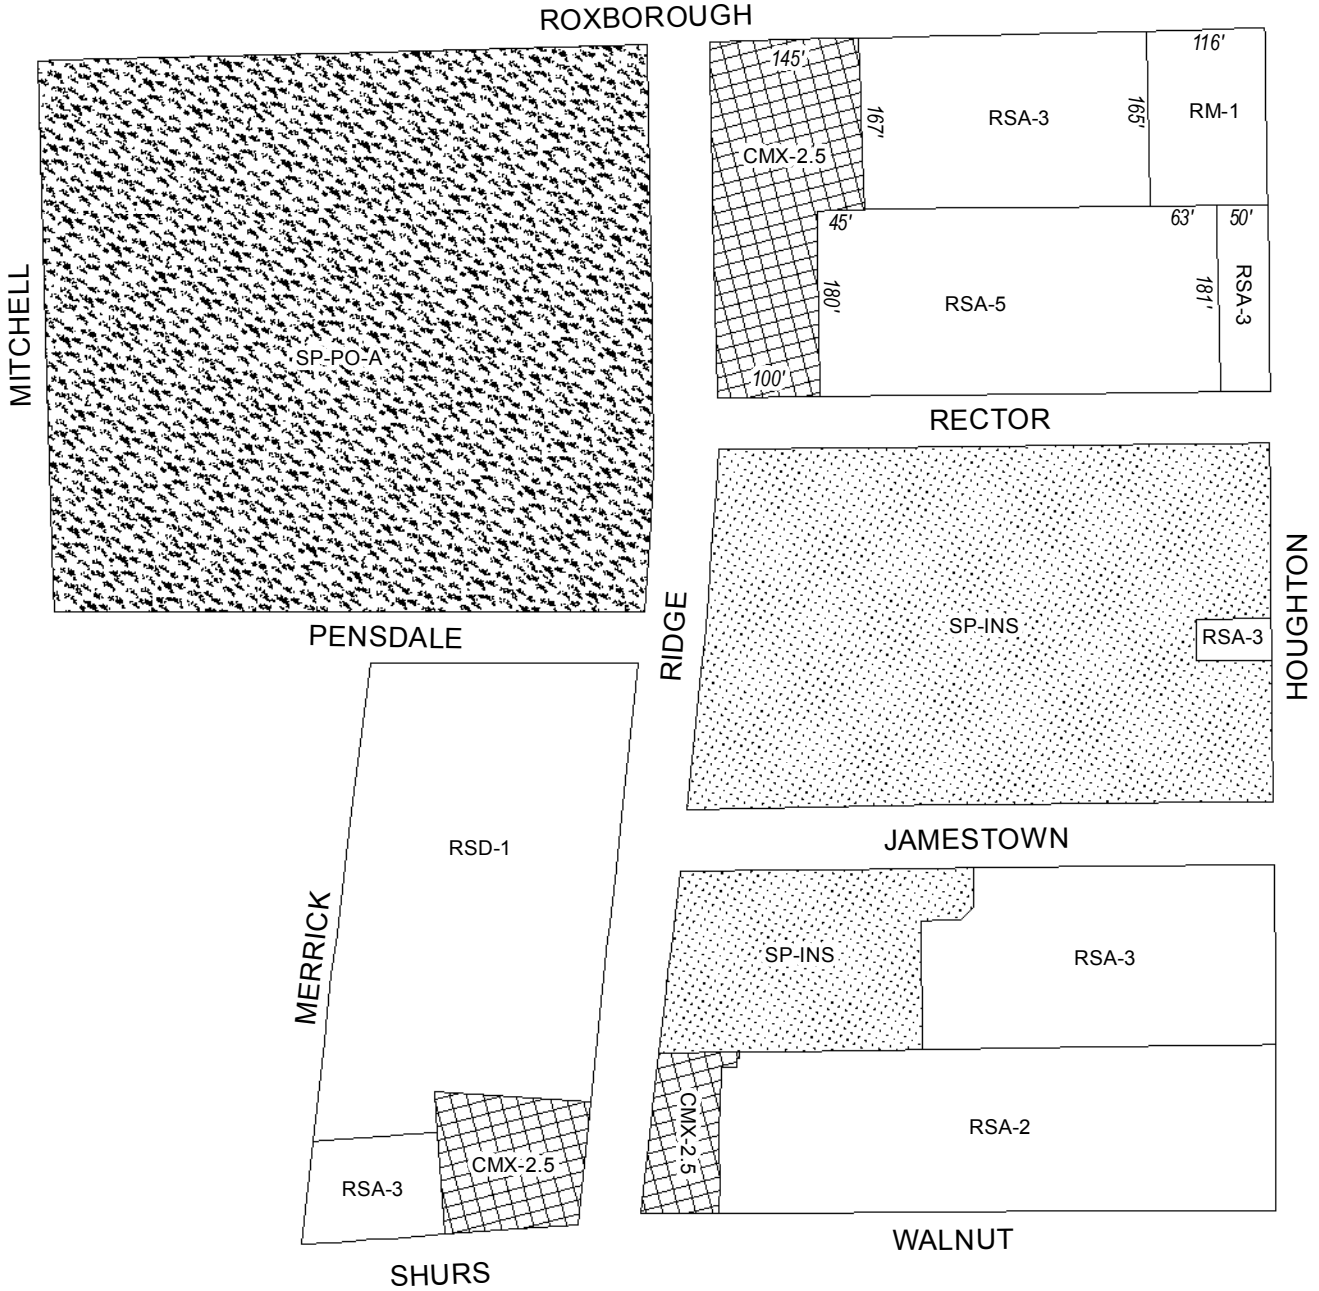 ROXBOROUGH
145'
116'
167'
RSA-3
165'
RM-1
CMX-2.5
45'
63'
50'
180'
RSA-5
181'
RSA-3
100'
MITCHELL
SP-PO-A
RECTOR
PENSDALE
RIDGE
SP-INS
RSA-3
HOUGHTON
JAMESTOWN
RSD-1
MERRICK
SP-INS
RSA-3
CMX-2.5
RSA-2
CMX-2.5
RSA-3
WALNUT
SHURS